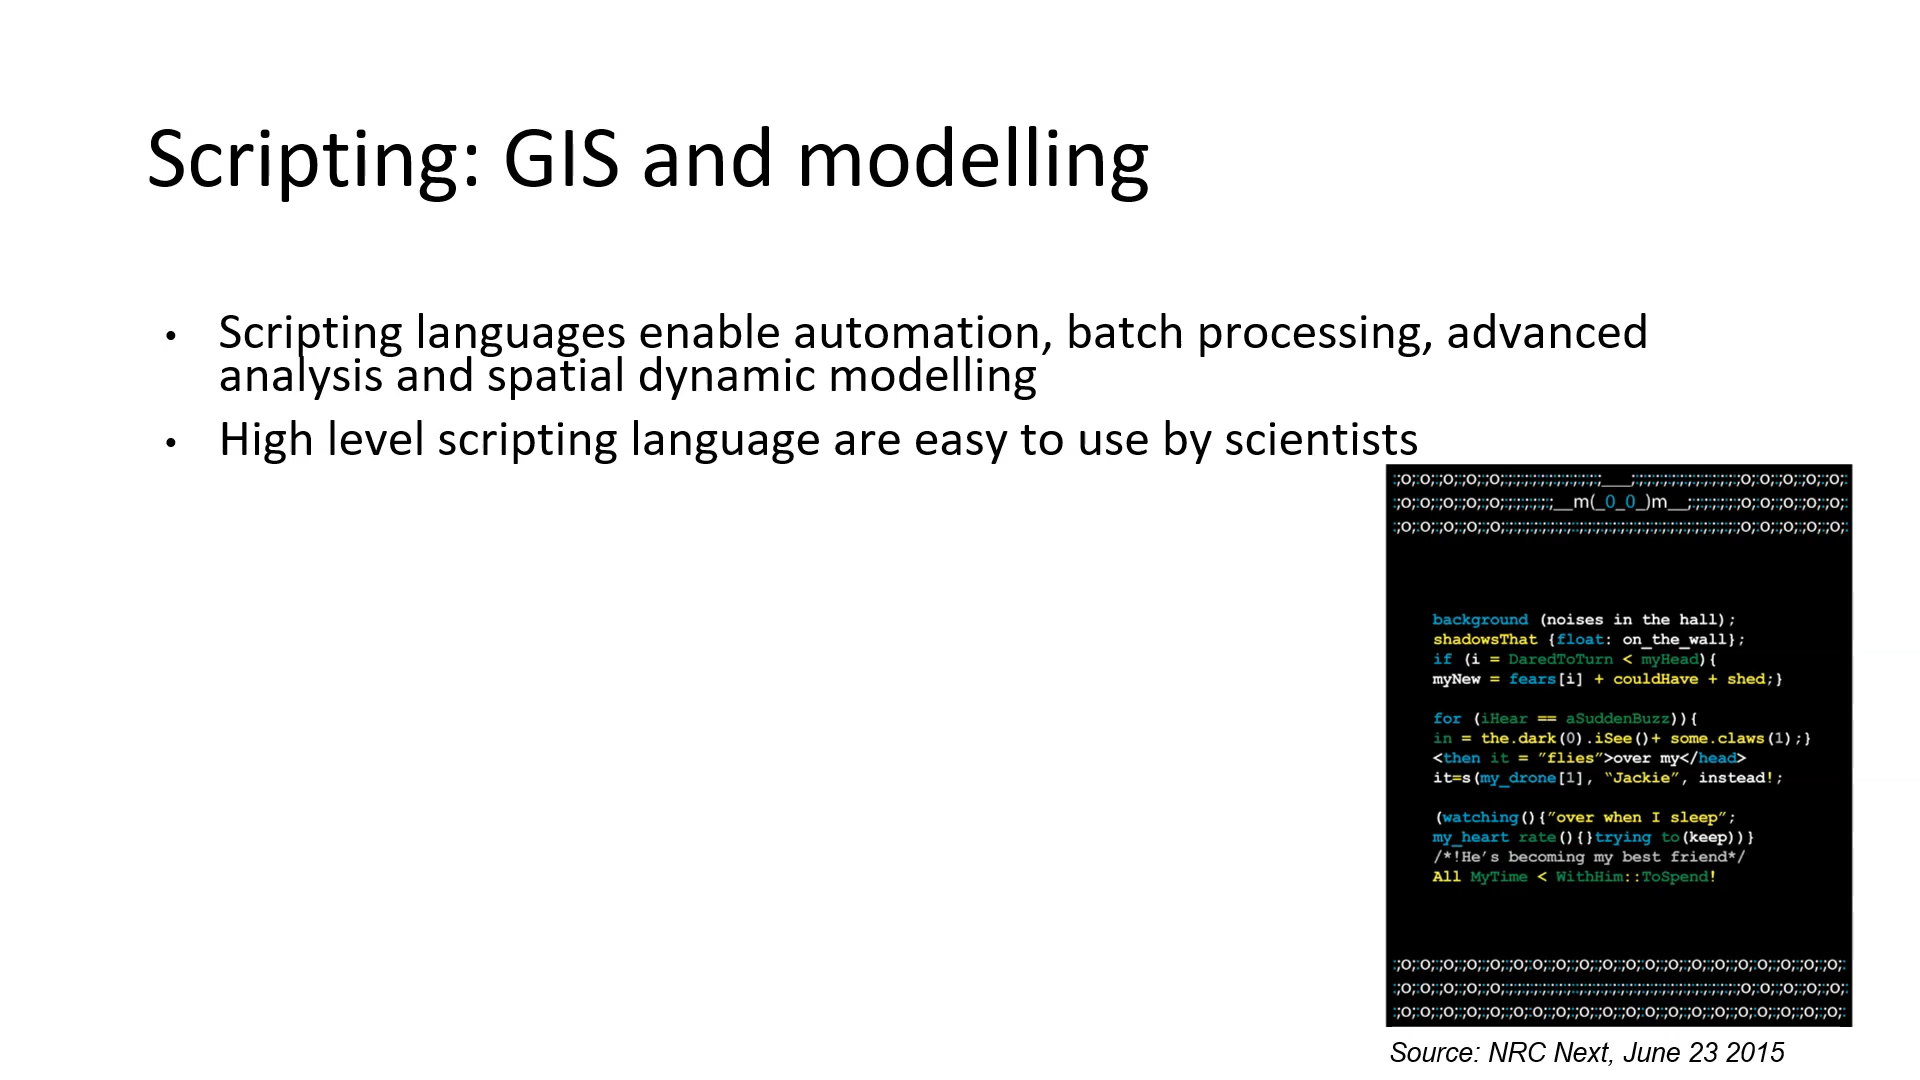 Scripting: GIS and modelling
• Scripting languages enable automation, batch processing, advanced
analysis and spatial dynamic modelling
• High level scripting language are easy to use by scientists
__m(_0_0_)m__
background (noises in the hall);
shadowsThat {float: on_the_wall};
if (i = DaredToTurn < myHead){
myNew = fears[i] + couldHave + shed;}
for (iHear == aSuddenBuzz)){
in = the.dark(0).iSee()+ some.claws(1);}
<then it = ”flies”>over my</head>
it=s(my_drone[1], “Jackie”, instead!;
(watching(){”over when I sleep”;
my_heart rate(){}trying to(keep))}
/*!He’s becoming my best friend*/
All MyTime < WithHim::ToSpend!
Source: NRC Next, June 23 2015